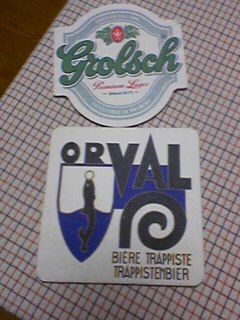 Grolsch
Premium Lager
ORVAL
BIÈRE TRAPPISTE
TRAPPISTENBIER